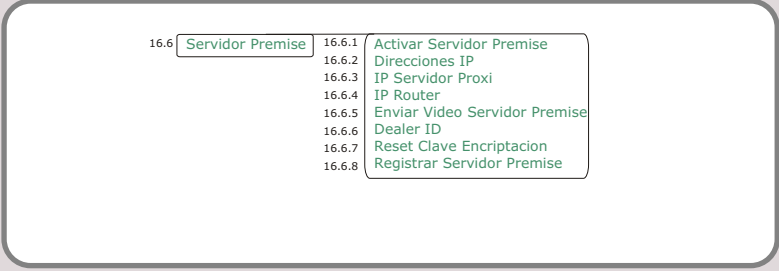 16.6 Servidor Premise
16.6.1 Activar Servidor Premise
16.6.2 Direcciones IP
16.6.3 IP Servidor Proxi
16.6.4 IP Router
16.6.5 Enviar Video Servidor Premise
16.6.6 Dealer ID
16.6.7 Reset Clave Encriptacion
16.6.8 Registrar Servidor Premise